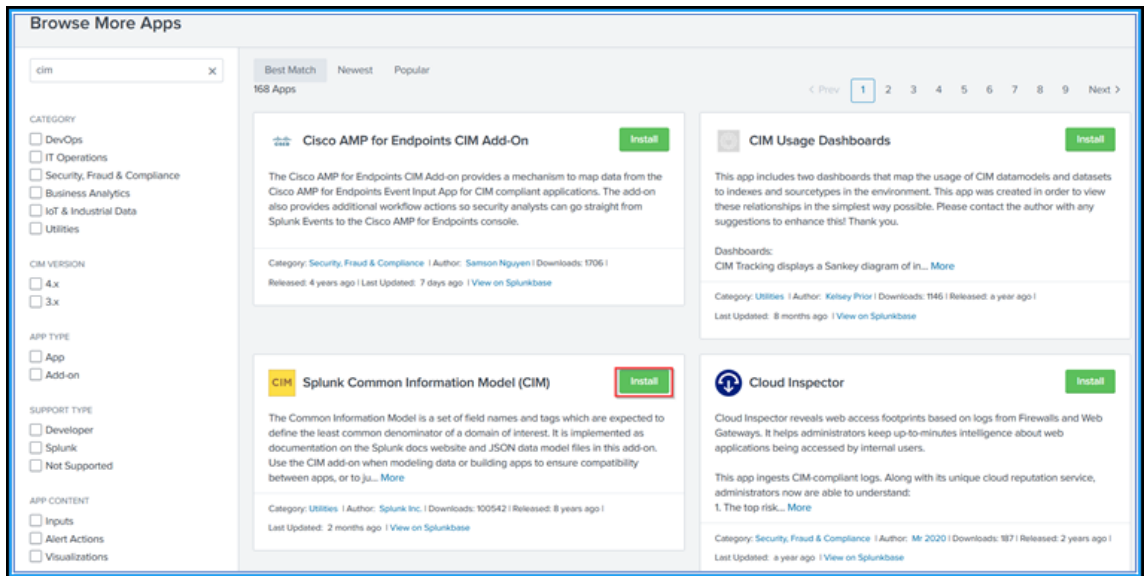 Browse More Apps
cim
CATEGORY
DevOps
IT Operations
Security, Fraud & Compliance
Business Analytics
IoT & Industrial Data
Utilities
CIM VERSION
4.x
3.x
APP TYPE
App
Add-on
SUPPORT TYPE
Developer
Splunk
Not Supported
APP CONTENT
Inputs
Alert Actions
Visualizations
Best Match Newest Popular
168 Apps
< Prev 1 2 3 4 5 6 7 8 9 Next >
CISCO
Cisco AMP for Endpoints CIM Add-On
Install
The Cisco AMP for Endpoints CIM Add-on provides a mechanism to map data from the
Cisco AMP for Endpoints Event Input App for CIM compliant applications. The add-on
also provides additional workflow actions so security analysts can go straight from
Splunk Events to the Cisco AMP for Endpoints console.
Category: Security, Fraud & Compliance | Author: Samson Nguyen | Downloads: 1706 |
Released: 4 years ago | Last Updated: 7 days ago | View on Splunkbase
CIM Usage Dashboards
Install
This app includes two dashboards that map the usage of CIM datamodels and datasets
to indexes and sourcetypes in the environment. This app was created in order to view
these relationships in the simplest way possible. Please contact the author with any
suggestions to enhance this! Thank you.
Dashboards:
CIM Tracking displays a Sankey diagram of in... More
Category: Utilities | Author: Kelsey Prior | Downloads: 1146 | Released: a year ago |
Last Updated: 8 months ago | View on Splunkbase
CIM
Splunk Common Information Model (CIM)
Install
The Common Information Model is a set of field names and tags which are expected to
define the least common denominator of a domain of interest. It is implemented as
documentation on the Splunk docs website and JSON data model files in this add-on.
Use the CIM add-on when modeling data or building apps to ensure compatibility
between apps, or to ju... More
Category: Utilities | Author: Splunk Inc. | Downloads: 100542 | Released: 8 years ago |
Last Updated: 2 months ago | View on Splunkbase
Cloud Inspector
Install
Cloud Inspector reveals web access footprints based on logs from Firewalls and Web
Gateways. It helps administrators keep up-to-minutes intelligence about web
applications being accessed by internal users.
This app ingests CIM-compliant logs. Along with its unique cloud reputation service,
administrators now are able to understand:
1. The top risk... More
Category: Security, Fraud & Compliance | Author: Mr 2020 | Downloads: 187 | Released: 2 years ago |
Last Updated: a year ago | View on Splunkbase